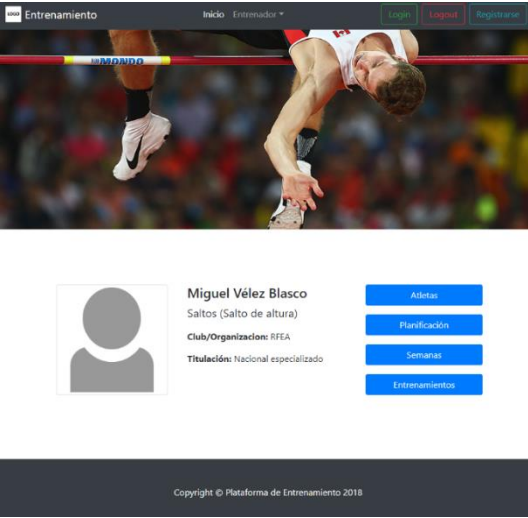 LOGO Entrenamiento Inicio Entrenador Login Logout Registrarse
MONDO
Miguel Vélez Blasco
Saltos (Salto de altura)
Club/Organizacion: RFEA
Titulación: Nacional especializado
Atletas
Planificación
Semanas
Entrenamientos
Copyright © Plataforma de Entrenamiento 2018